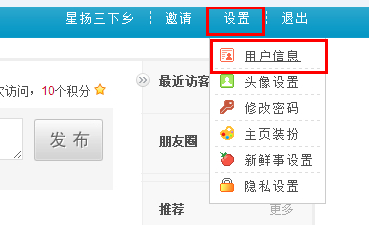 星扬三下乡 邀请 设置 退出
用户信息
次访问，10个积分
最近访客
头像设置
修改密码
发 布
朋友圈
主页装扮
新鲜事设置
隐私设置
推荐
更多